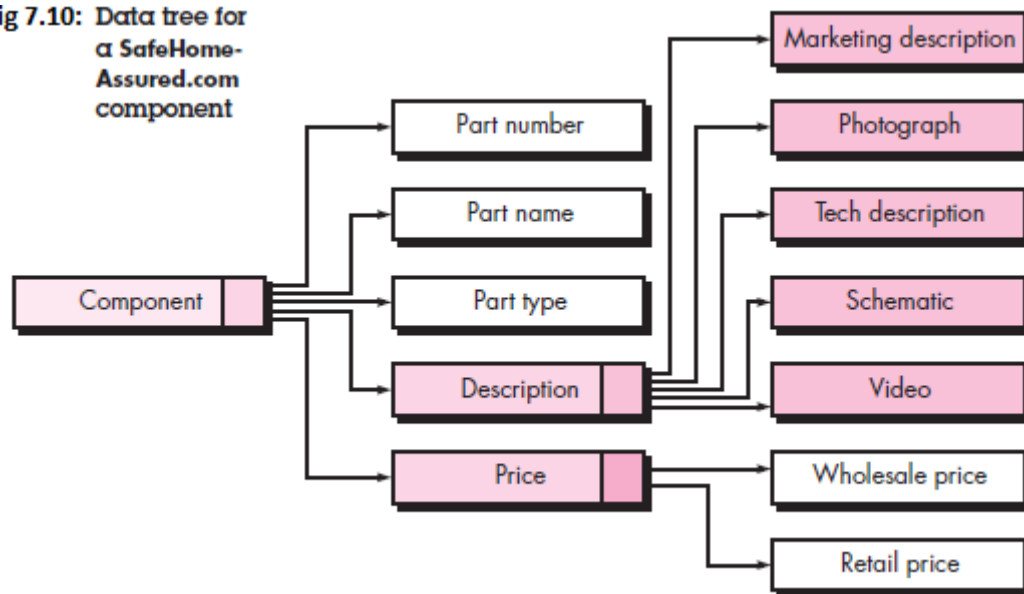 ig 7.10: Data tree for
a SafeHome-
Assured.com
component
Marketing description
Part number
Photograph
Part name
Tech description
Component
Part type
Schematic
Description
Video
Price
Wholesale price
Retail price